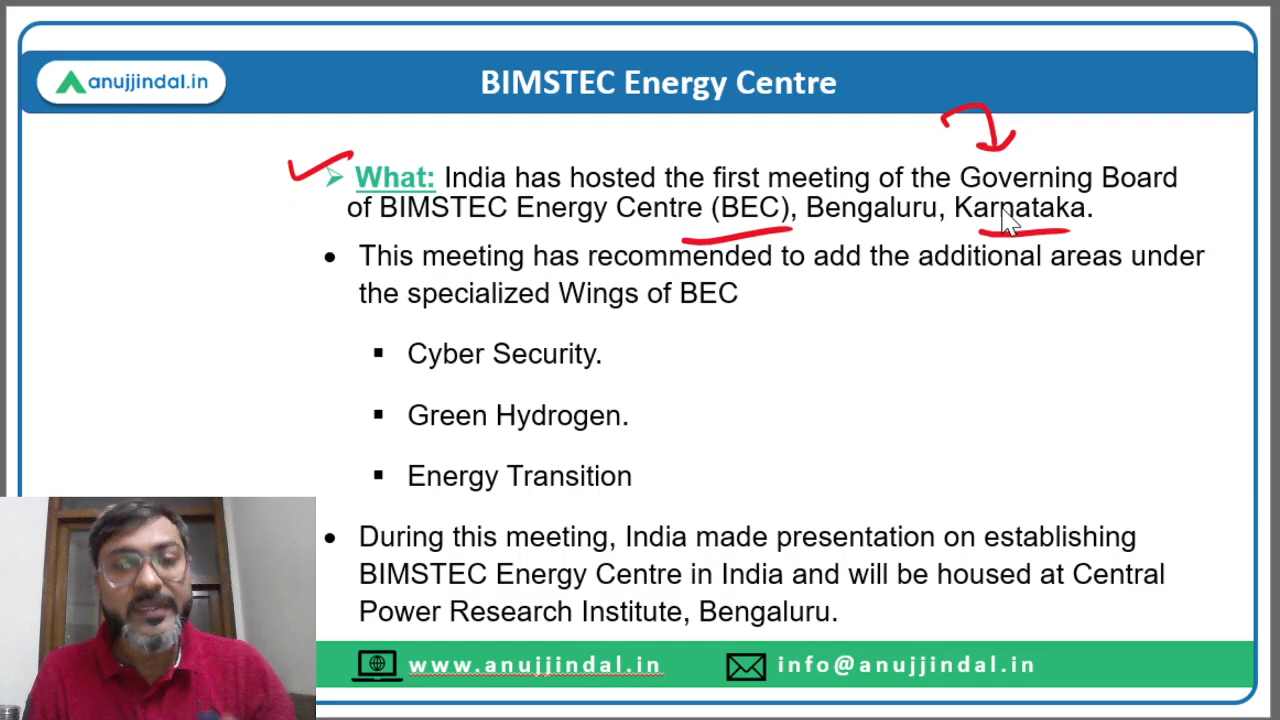 anujjindal.in
BIMSTEC Energy Centre
What: India has hosted the first meeting of the Governing Board
of BIMSTEC Energy Centre (BEC), Bengaluru, Karnataka.
This meeting has recommended to add the additional areas under
the specialized Wings of BEC
Cyber Security.
Green Hydrogen.
Energy Transition
During this meeting, India made presentation on establishing
BIMSTEC Energy Centre in India and will be housed at Central
Power Research Institute, Bengaluru.
www.anujjindal.in info@anujjindal.in